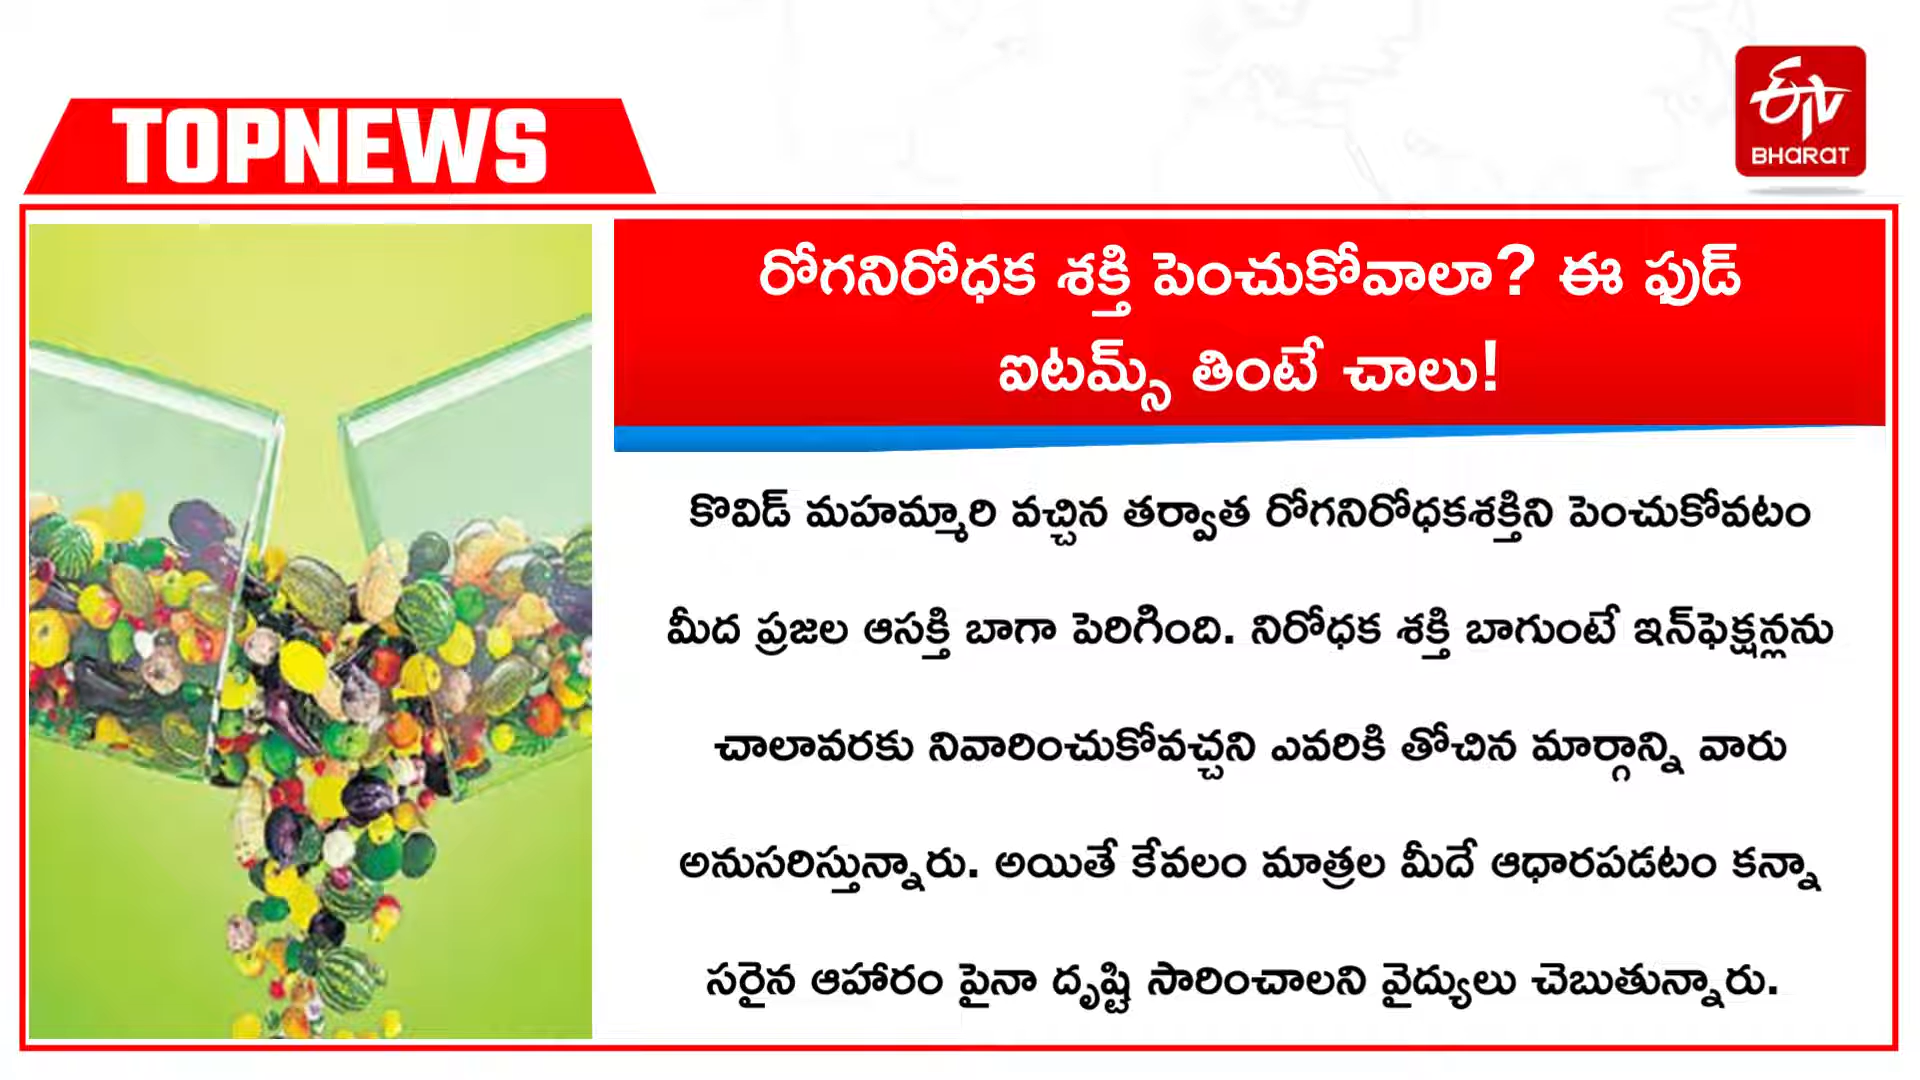 TOPNEWS
ETV
BHARAT
రోగనిరోధక శక్తి పెంచుకోవాలా? ఈ ఫుడ్
ఐటమ్స్ తింటే చాలు!
కొవిడ్ మహమ్మారి వచ్చిన తర్వాత రోగనిరోధకశక్తిని పెంచుకోవటం
మీద ప్రజల ఆసక్తి బాగా పెరిగింది. నిరోధక శక్తి బాగుంటే ఇన్‌ఫెక్షన్లను
చాలావరకు నివారించుకోవచ్చని ఎవరికి తోచిన మార్గాన్ని వారు
అనుసరిస్తున్నారు. అయితే కేవలం మాత్రల మీదే ఆధారపడటం కన్నా
సరైన ఆహారం పైనా దృష్టి సారించాలని వైద్యులు చెబుతున్నారు.